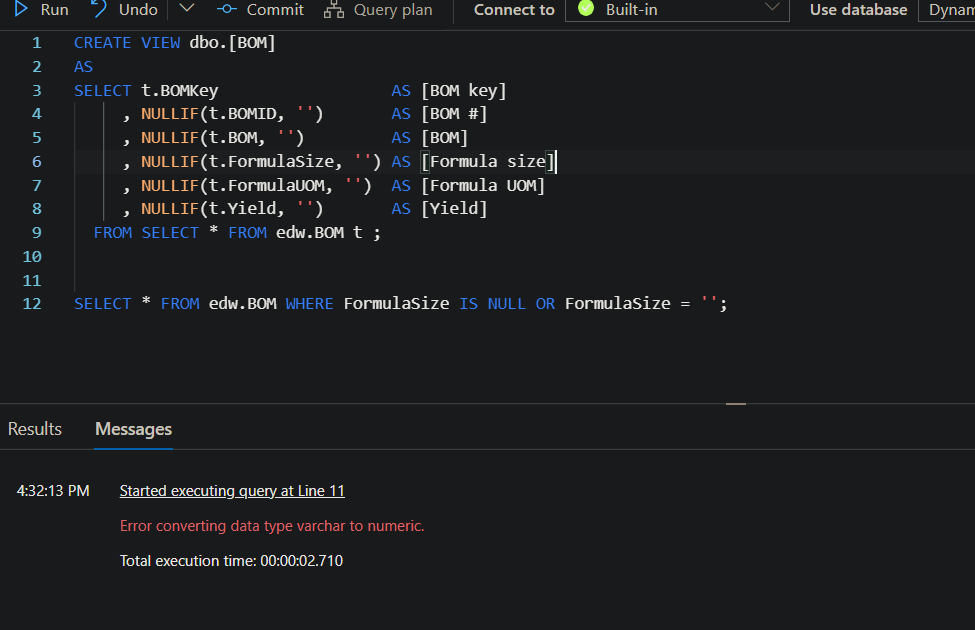 Run Undo Commit Query plan Connect to Built-in Use database Dynam
1 CREATE VIEW dbo.[BOM]
2 AS
3 SELECT t.BOMKey AS [BOM key]
4 , NULLIF(t.BOMID, '') AS [BOM #]
5 , NULLIF(t.BOM, '') AS [BOM]
6 , NULLIF(t.FormulaSize, '') AS [Formula size]
7 , NULLIF(t.FormulaUOM, '') AS [Formula UOM]
8 , NULLIF(t.Yield, '') AS [Yield]
9 FROM SELECT * FROM edw.BOM t ;
10
11
12 SELECT * FROM edw.BOM WHERE FormulaSize IS NULL OR FormulaSize = '';
Results Messages
4:32:13 PM Started executing query at Line 11
Error converting data type varchar to numeric.
Total execution time: 00:00:02.710